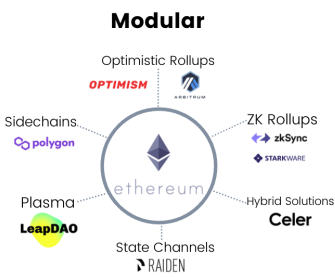 Modular
Optimistic Rollups
OPTIMISM
ARBITRUM
Sidechains
polygon
ZK Rollups
zkSync
STARKWARE
ethereum
Plasma
LeapDAO
Hybrid Solutions
Celer
State Channels
RAIDEN